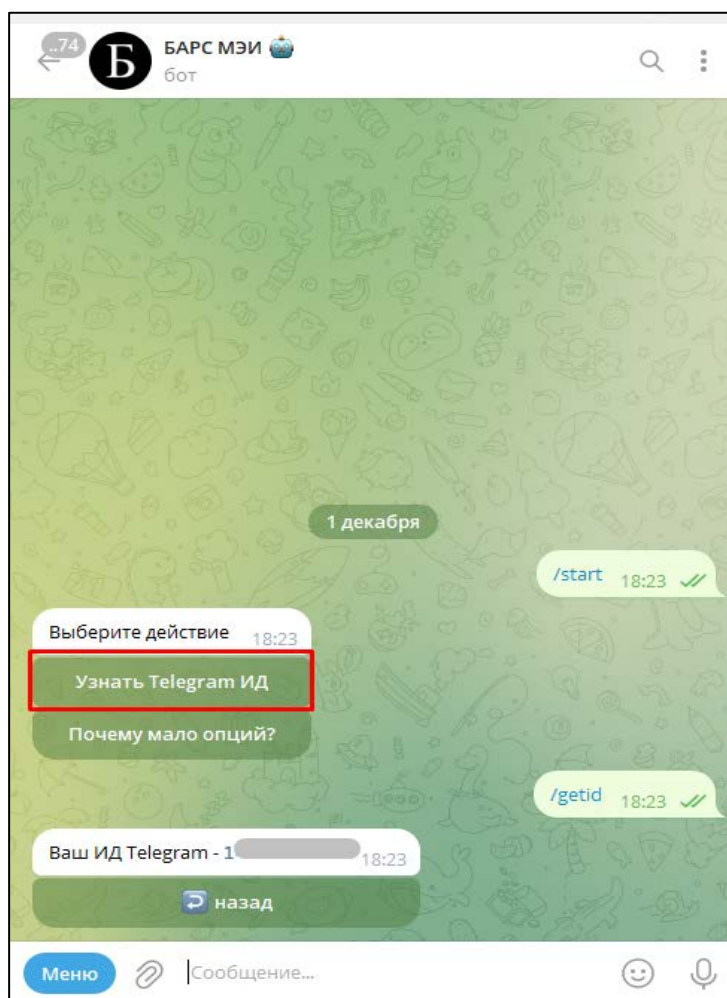 ..74
Б
БАРС МЭИ
бот
1 декабря
/start 18:23
Выберите действие 18:23
Узнать Telegram ИД
Почему мало опций?
/getid 18:23
Ваш ИД Telegram - 1 18:23
назад
Меню
Сообщение...